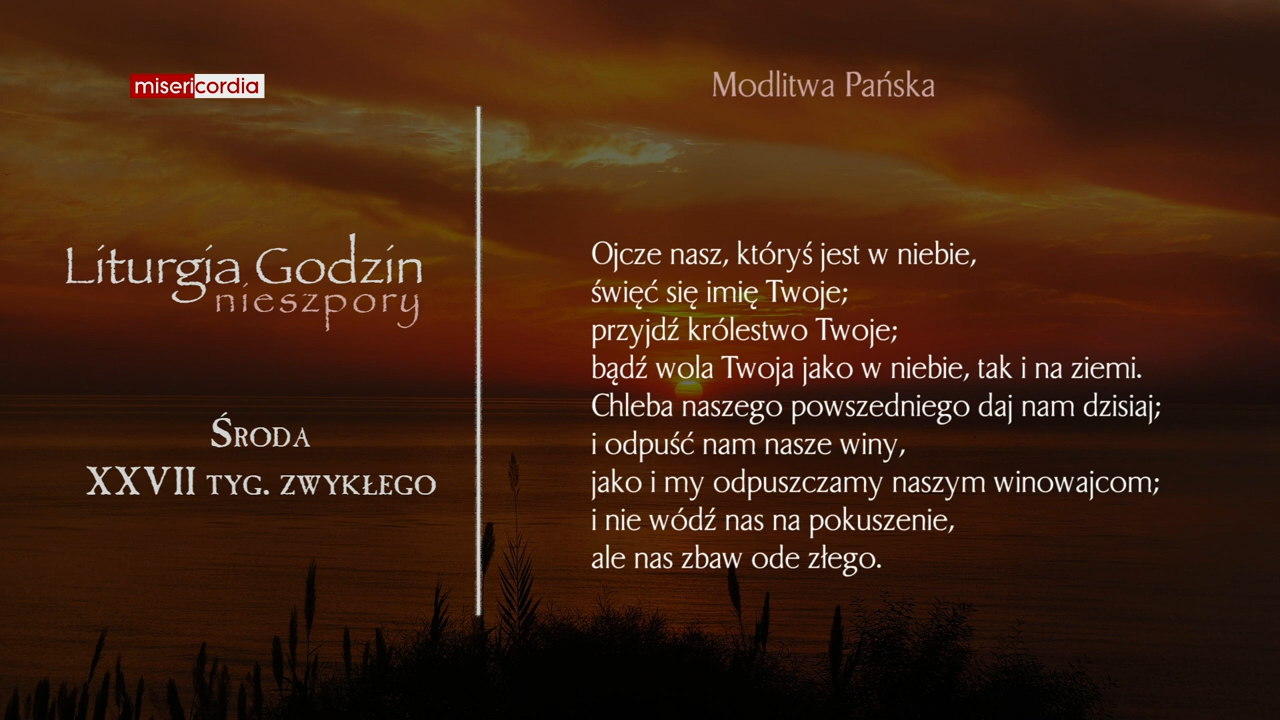 misericordia
Liturgia Godzin
nieszpory
Środa
XXVII tyg. zwykłego
Modlitwa Pańska
Ojcze nasz, któryś jest w niebie,
święć się imię Twoje;
przyjdź królestwo Twoje;
bądź wola Twoja jako w niebie, tak i na ziemi.
Chleba naszego powszedniego daj nam dzisiaj;
i odpuść nam nasze winy,
jako i my odpuszczamy naszym winowajcom;
i nie wódź nas na pokuszenie,
ale nas zbaw ode złego.